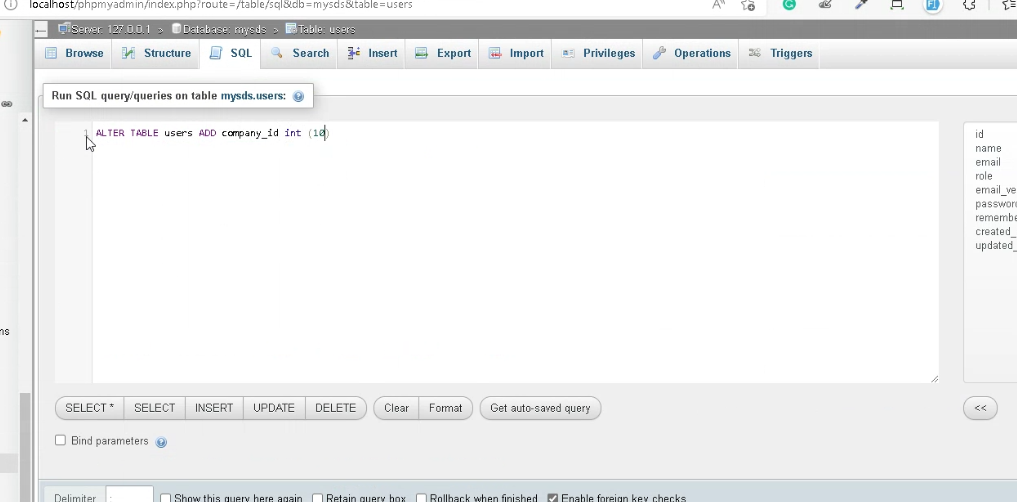 localhost/phpmyadmin/index.php?route=/table/sql&db=mysds&table=users
Server: 127.0.0.1 > Database: mysds > Table: users
Browse Structure SQL Search Insert Export Import Privileges Operations Triggers
Run SQL query/queries on table mysds.users:
1 ALTER TABLE users ADD company_id int (10)
id
name
email
role
email_ve
password
remembe
created_
updated_
ns
SELECT * SELECT INSERT UPDATE DELETE Clear Format Get auto-saved query <<
Bind parameters
Delimiter ; Show this query here again Retain query box Rollback when finished Enable foreign key checks